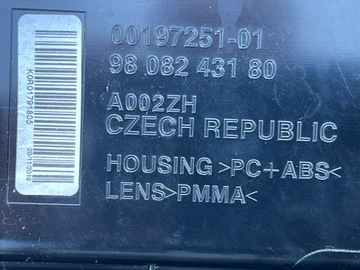 00197251-01
98 082 431 80
A002ZH
CZECH REPUBLIC
HOUSING >PC+ABS<
LENS>PMMA<